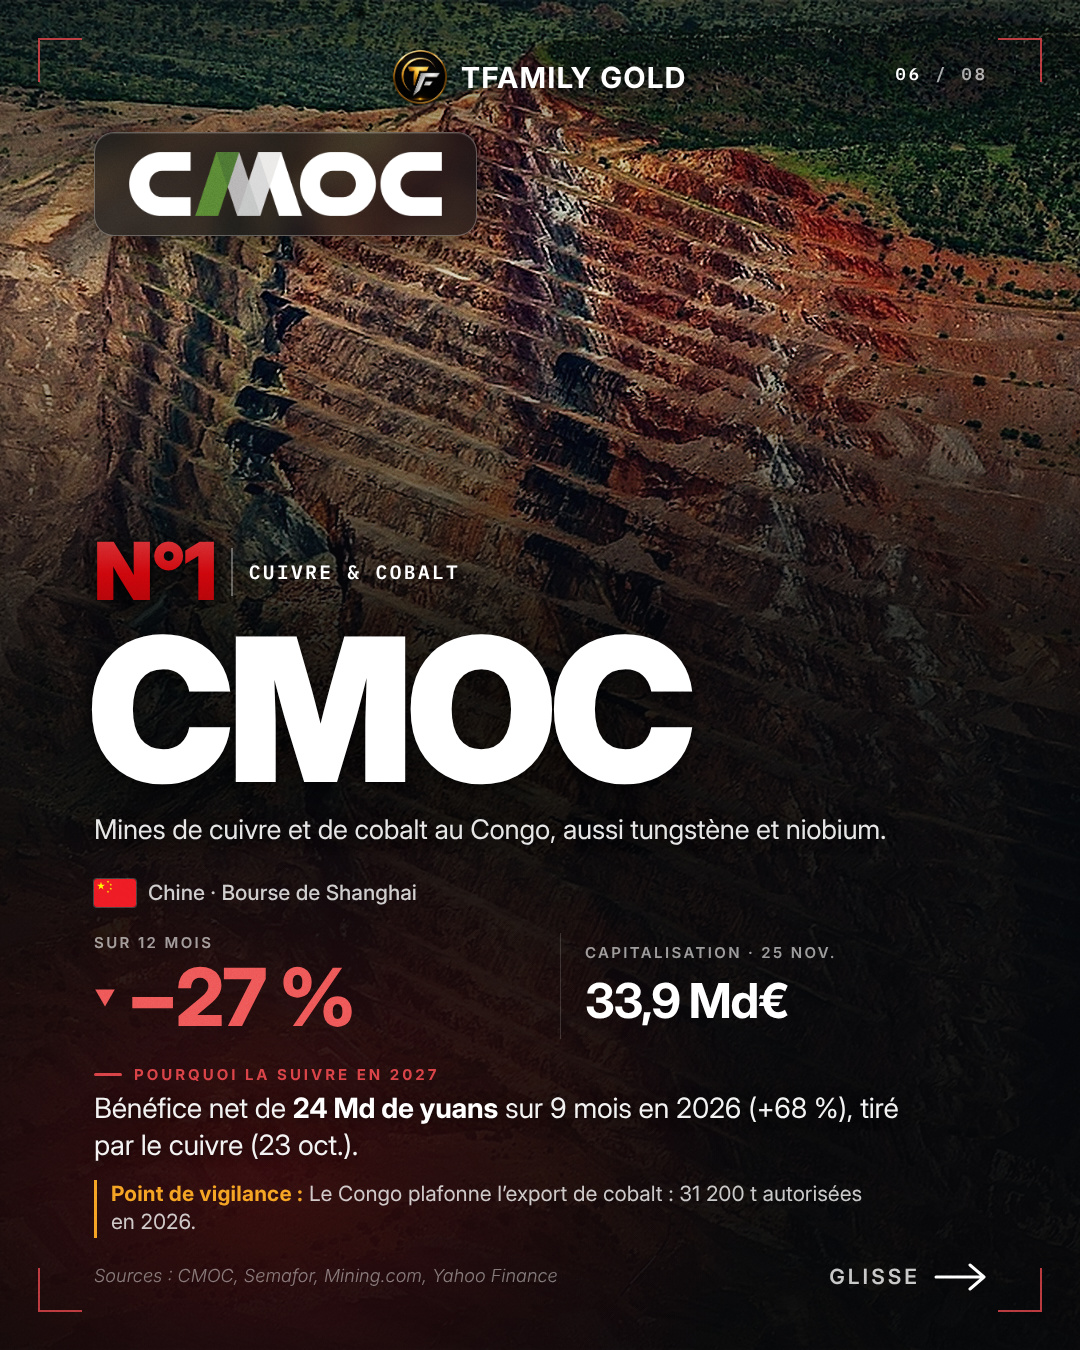 TFAMILY GOLD
06 / 08
CMOC
N°1
CUIVRE & COBALT
CMOC
Mines de cuivre et de cobalt au Congo, aussi tungstène et niobium.
Chine · Bourse de Shanghai
SUR 12 MOIS
▼ –27 %
CAPITALISATION · 25 NOV.
33,9 Md€
POURQUOI LA SUIVRE EN 2027
Bénéfice net de 24 Md de yuans sur 9 mois en 2026 (+68 %), tiré
par le cuivre (23 oct.).
Point de vigilance : Le Congo plafonne l’export de cobalt : 31 200 t autorisées
en 2026.
Sources : CMOC, Semafor, Mining.com, Yahoo Finance
GLISSE